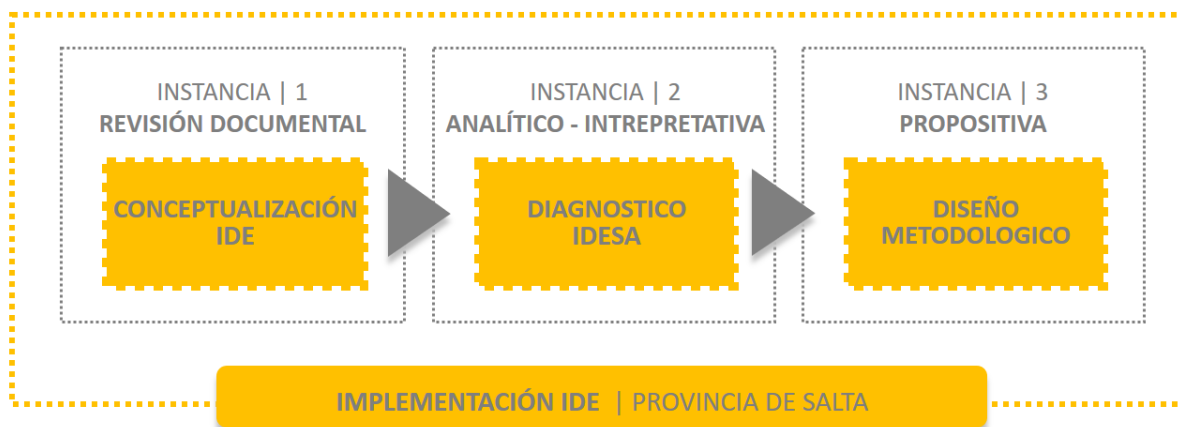 INSTANCIA | 1
REVISIÓN DOCUMENTAL
CONCEPTUALIZACIÓN
IDE
INSTANCIA | 2
ANALÍTICO - INTREPRETATIVA
DIAGNOSTICO
IDESA
INSTANCIA | 3
PROPOSITIVA
DISEÑO
METODOLOGICO
IMPLEMENTACIÓN IDE | PROVINCIA DE SALTA